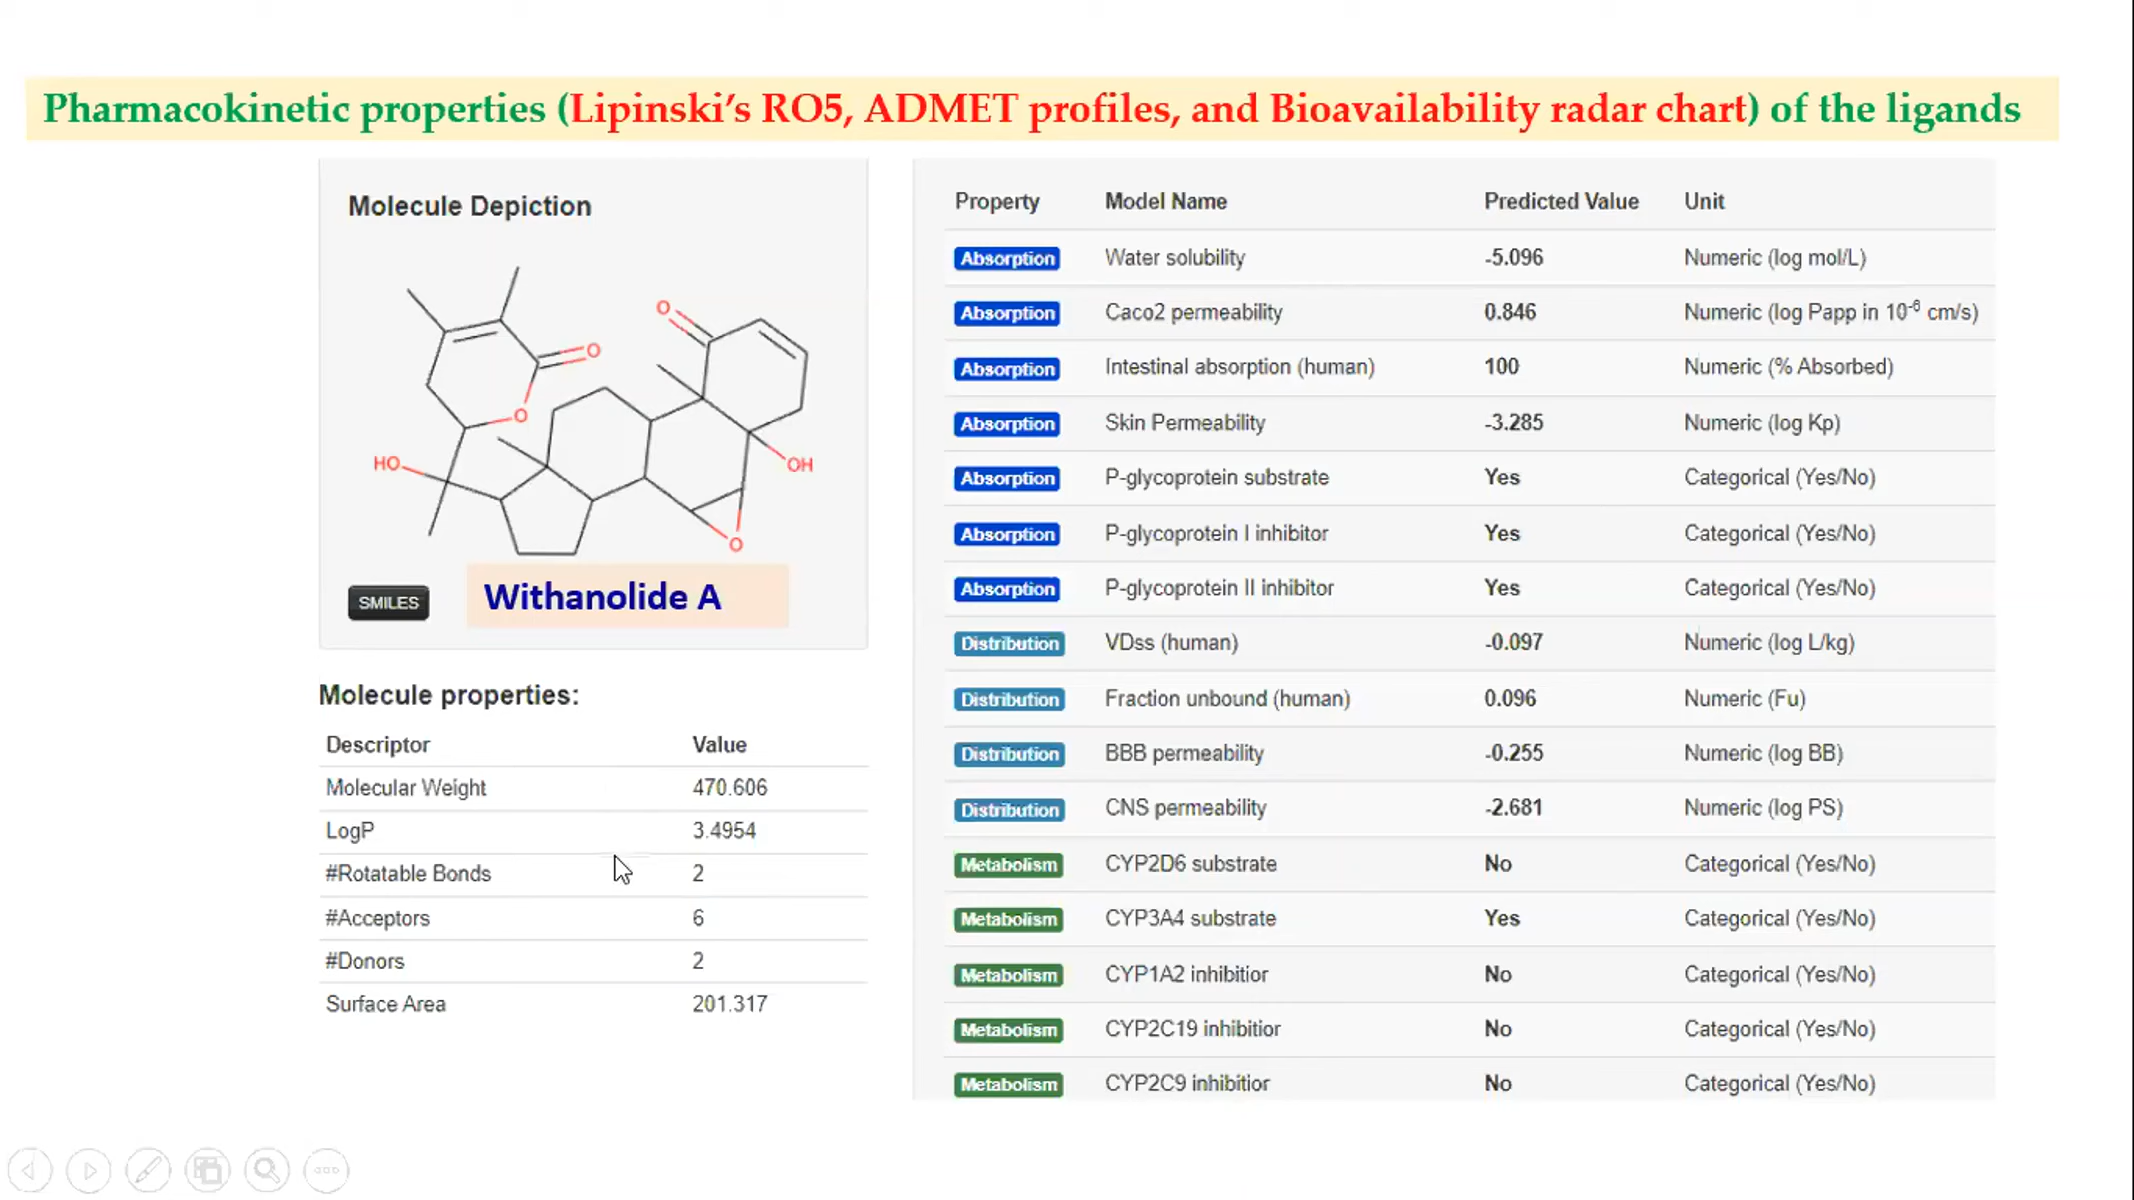 Pharmacokinetic properties (Lipinski’s RO5, ADMET profiles, and Bioavailability radar chart) of the ligands
Molecule Depiction
O
O
O
HO
OH
O
SMILES
Withanolide A
Molecule properties:
Descriptor Value
Molecular Weight 470.606
LogP 3.4954
#Rotatable Bonds 2
#Acceptors 6
#Donors 2
Surface Area 201.317
Property Model Name Predicted Value Unit
Absorption Water solubility -5.096 Numeric (log mol/L)
Absorption Caco2 permeability 0.846 Numeric (log Papp in 10⁻⁶ cm/s)
Absorption Intestinal absorption (human) 100 Numeric (% Absorbed)
Absorption Skin Permeability -3.285 Numeric (log Kp)
Absorption P-glycoprotein substrate Yes Categorical (Yes/No)
Absorption P-glycoprotein I inhibitor Yes Categorical (Yes/No)
Absorption P-glycoprotein II inhibitor Yes Categorical (Yes/No)
Distribution VDss (human) -0.097 Numeric (log L/kg)
Distribution Fraction unbound (human) 0.096 Numeric (Fu)
Distribution BBB permeability -0.255 Numeric (log BB)
Distribution CNS permeability -2.681 Numeric (log PS)
Metabolism CYP2D6 substrate No Categorical (Yes/No)
Metabolism CYP3A4 substrate Yes Categorical (Yes/No)
Metabolism CYP1A2 inhibitior No Categorical (Yes/No)
Metabolism CYP2C19 inhibitior No Categorical (Yes/No)
Metabolism CYP2C9 inhibitior No Categorical (Yes/No)